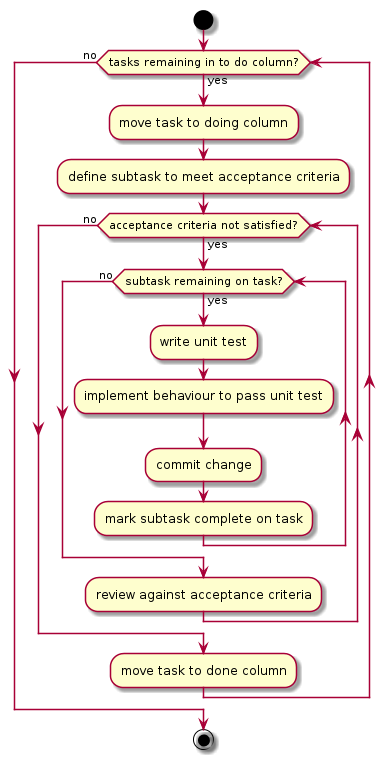 no
tasks remaining in to do column?
yes
move task to doing column
define subtask to meet acceptance criteria
no
acceptance criteria not satisfied?
yes
no
subtask remaining on task?
yes
write unit test
implement behaviour to pass unit test
commit change
mark subtask complete on task
review against acceptance criteria
move task to done column